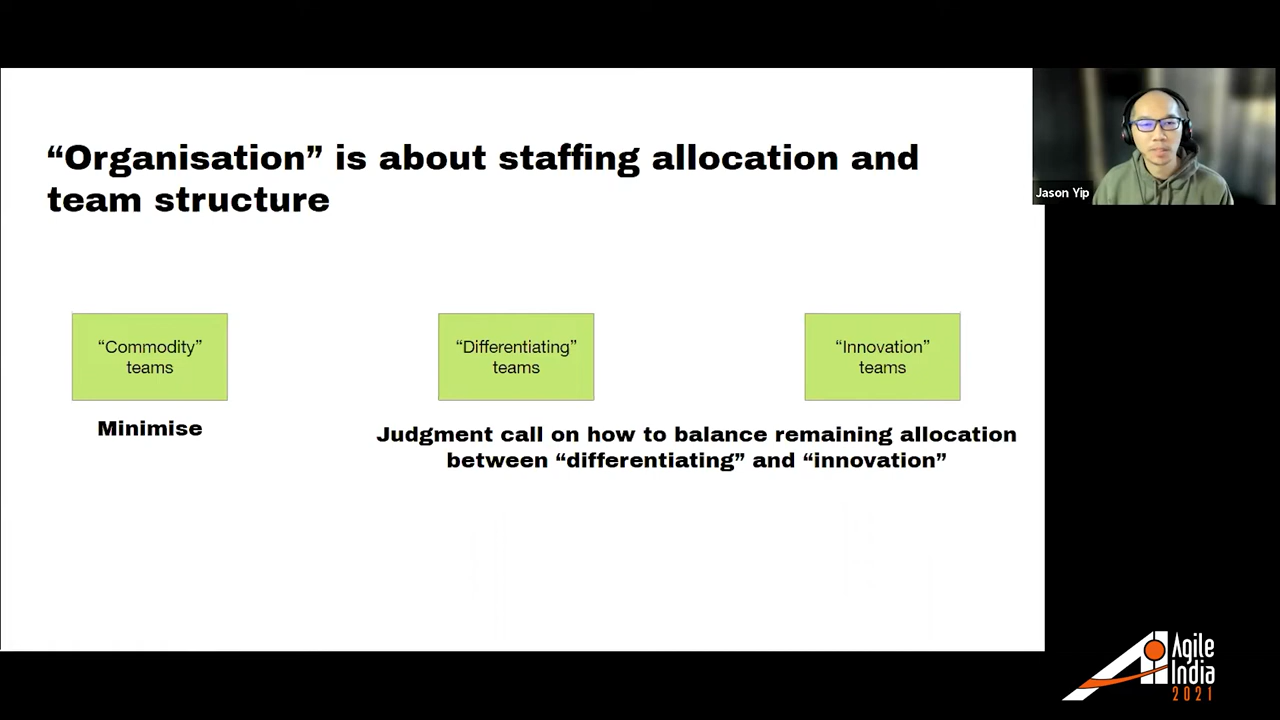 “Organisation” is about staffing allocation and
team structure
“Commodity”
teams
“Differentiating”
teams
“Innovation”
teams
Minimise
Judgment call on how to balance remaining allocation
between “differentiating” and “innovation”
Jason Yip
Agile
India
2021